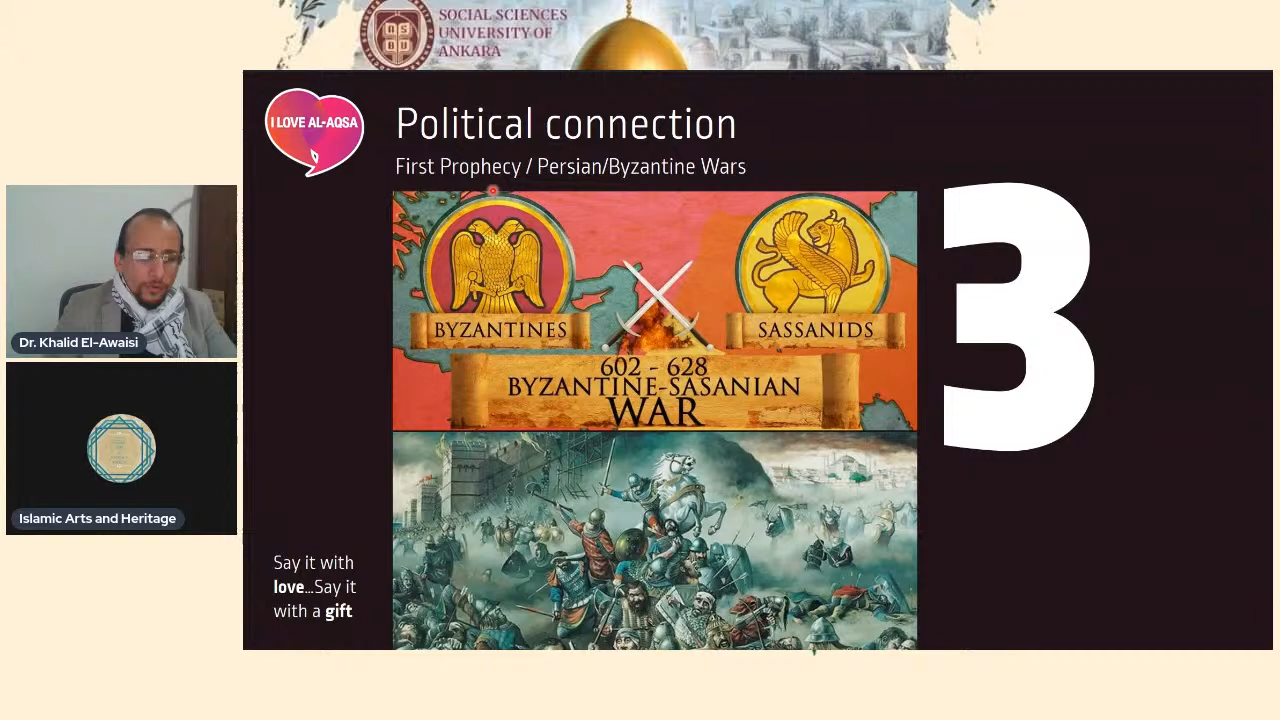 SOCIAL SCIENCES
UNIVERSITY OF
ANKARA
I LOVE AL-AQSA
Political connection
First Prophecy / Persian/Byzantine Wars
BYZANTINES
SASSANIDS
602 - 628
BYZANTINE-SASANIAN
WAR
3
Dr. Khalid El-Awaisi
Islamic Arts and Heritage
Say it with
love...Say it
with a gift